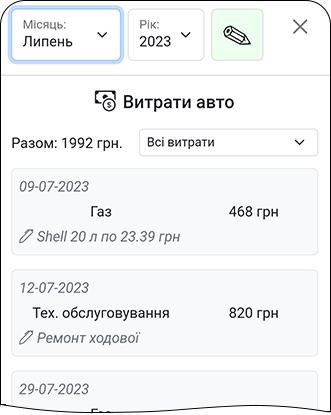 Місяць:
Липень
Рік:
2023
Витрати авто
Разом: 1992 грн.
Всі витрати
09-07-2023
Газ 468 грн
Shell 20 л по 23.39 грн
12-07-2023
Тех. обслуговування 820 грн
Ремонт ходової
29-07-2023